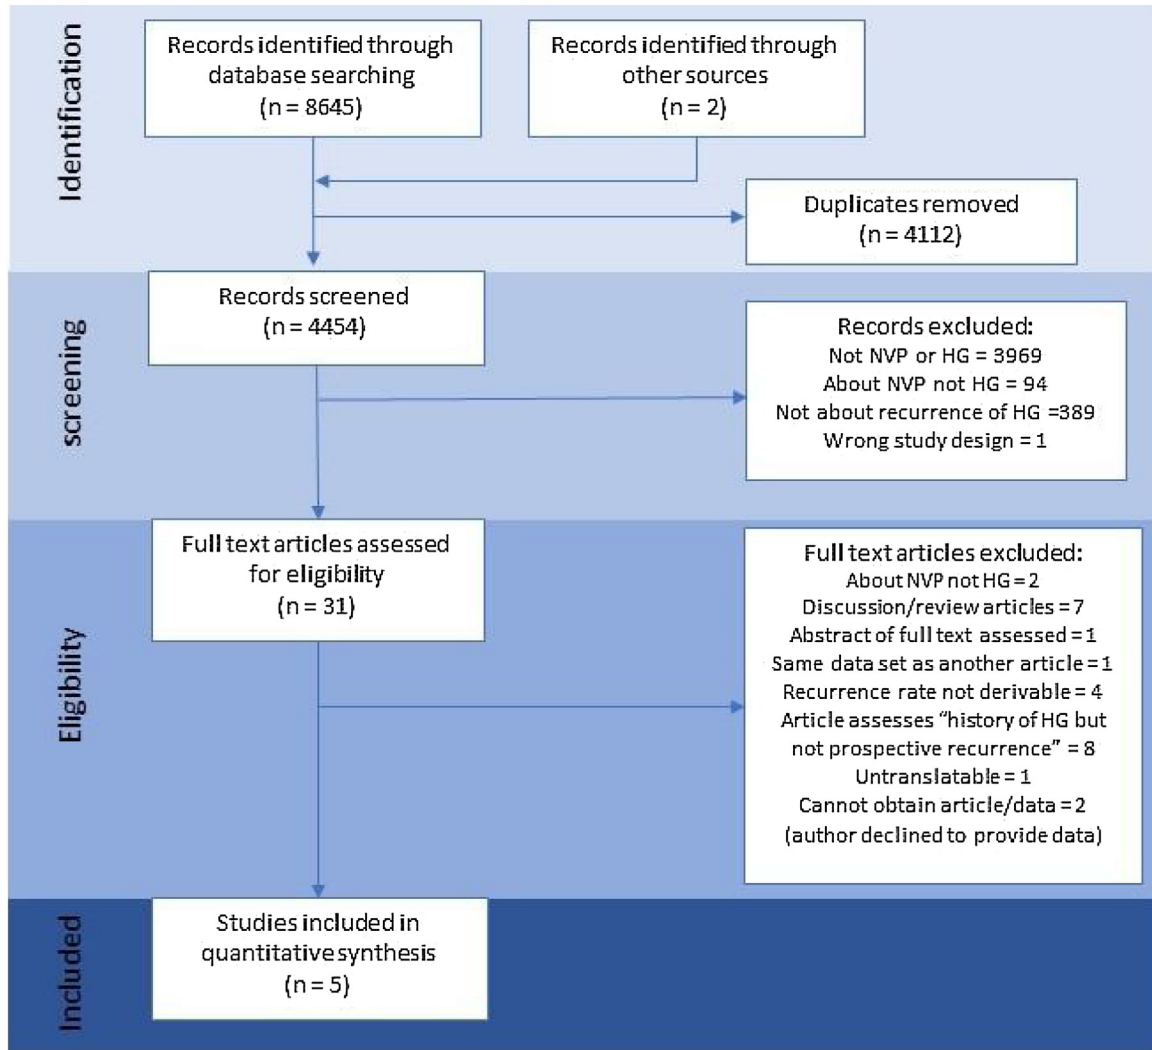 Identification
Records identified through
database searching
(n = 8645)
Records identified through
other sources
(n = 2)
Duplicates removed
(n = 4112)
screening
Records screened
(n = 4454)
Records excluded:
Not NVP or HG = 3969
About NVP not HG = 94
Not about recurrence of HG =389
Wrong study design = 1
Eligibility
Full text articles assessed
for eligibility
(n = 31)
Full text articles excluded:
About NVP not HG = 2
Discussion/review articles = 7
Abstract of full text assessed = 1
Same data set as another article = 1
Recurrence rate not derivable = 4
Article assesses “history of HG but
not prospective recurrence” = 8
Untranslatable = 1
Cannot obtain article/data = 2
(author declined to provide data)
Included
Studies included in
quantitative synthesis
(n = 5)